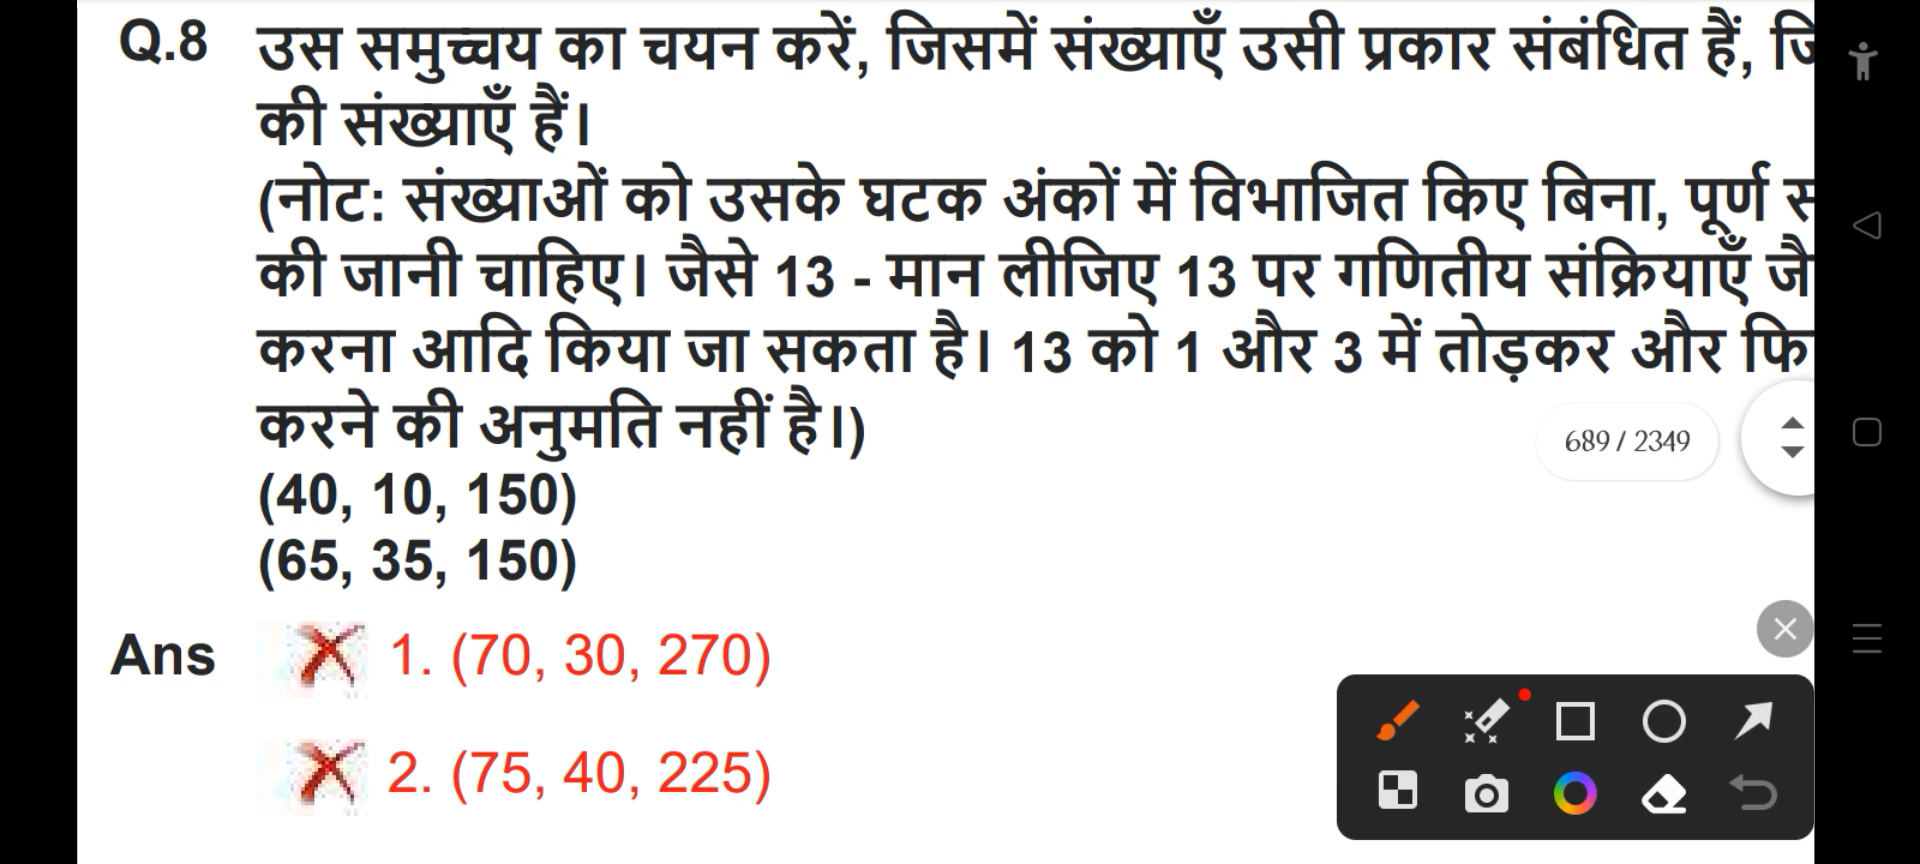 Q.8 उस समुच्चय का चयन करें, जिसमें संख्याएँ उसी प्रकार संबंधित हैं,
की संख्याएँ हैं।
(नोट: संख्याओं को उसके घटक अंकों में विभाजित किए बिना, पूर्ण
की जानी चाहिए। जैसे 13 - मान लीजिए 13 पर गणितीय संक्रियाएँ
करना आदि किया जा सकता है। 13 को 1 और 3 में तोड़कर और
करने की अनुमति नहीं है।)
689 / 2349
(40, 10, 150)
(65, 35, 150)
Ans 1. (70, 30, 270)
2. (75, 40, 225)